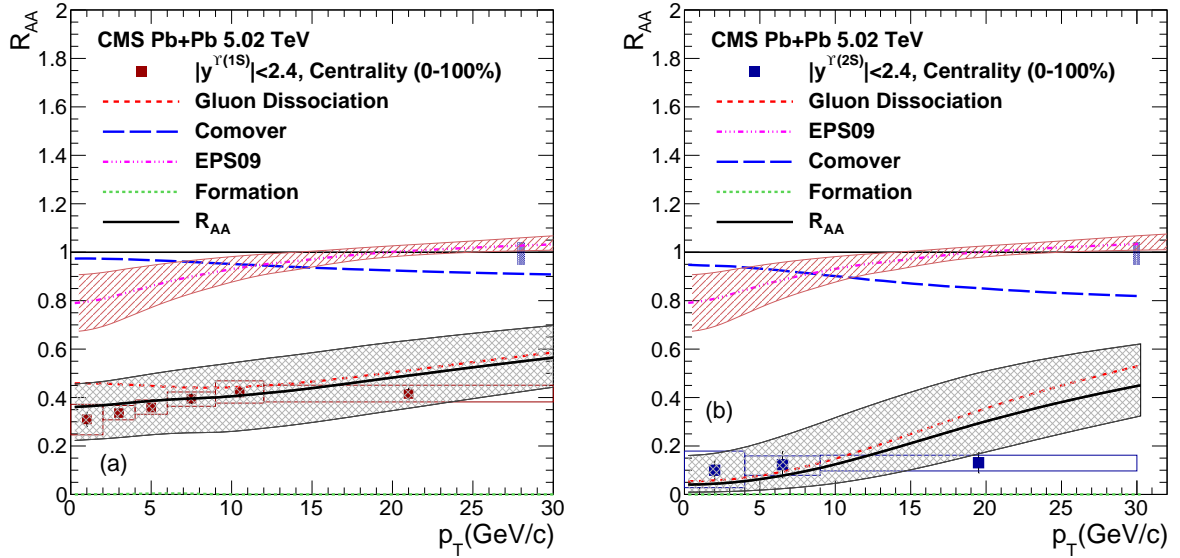 R_AA
2
1.8
1.6
1.4
1.2
1
0.8
0.6
0.4
0.2
0
CMS Pb+Pb 5.02 TeV
|y^Υ(1S)|<2.4, Centrality (0-100%)
Gluon Dissociation
Comover
EPS09
Formation
R_AA
(a)
0 5 10 15 20 25 30
p_T(GeV/c)
R_AA
2
1.8
1.6
1.4
1.2
1
0.8
0.6
0.4
0.2
0
CMS Pb+Pb 5.02 TeV
|y^Υ(2S)|<2.4, Centrality (0-100%)
Gluon Dissociation
EPS09
Comover
Formation
R_AA
(b)
0 5 10 15 20 25 30
p_T(GeV/c)